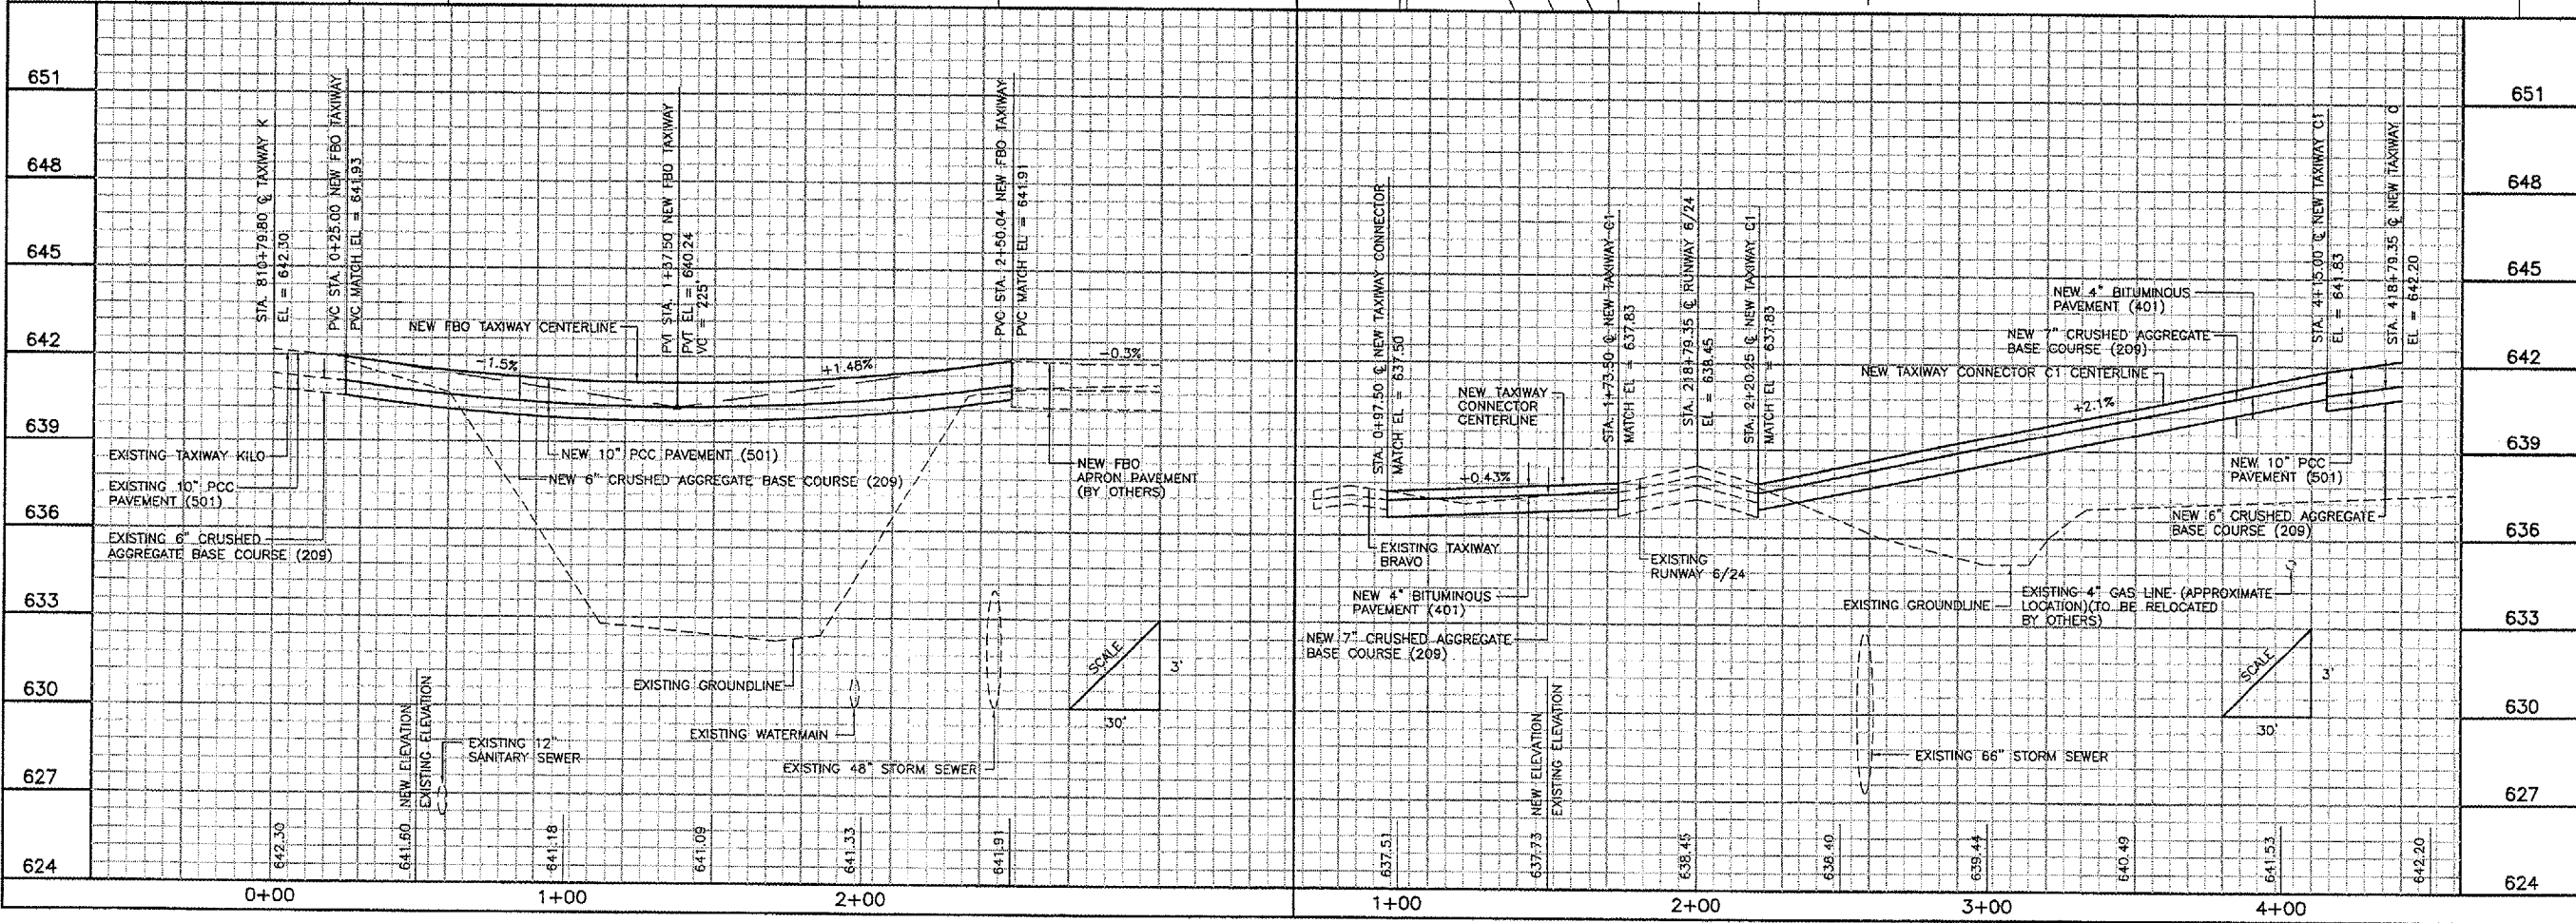 651
648
645
642
639
636
633
630
627
624
STA. 810+79.80 ℄ TAXIWAY K
EL = 642.30
PVC STA. 0+25.00 NEW FBO TAXIWAY
PVC MATCH EL = 641.93
PVI STA. 1+37.50 NEW FBO TAXIWAY
PVT EL = 640.24
VC = 225'
PVC STA. 2+50.04 NEW FBO TAXIWAY
PVC MATCH EL = 641.91
NEW FBO TAXIWAY CENTERLINE
-1.5%
+1.48%
-0.3%
EXISTING TAXIWAY KILO
EXISTING 10" PCC
PAVEMENT (501)
EXISTING 6" CRUSHED
AGGREGATE BASE COURSE (209)
NEW 10" PCC PAVEMENT (501)
NEW 6" CRUSHED AGGREGATE BASE COURSE (209)
NEW FBO
APRON PAVEMENT
(BY OTHERS)
EXISTING GROUNDLINE
EXISTING WATERMAIN
EXISTING 48" STORM SEWER
EXISTING 12"
SANITARY SEWER
SCALE
3'
30'
NEW ELEVATION
EXISTING ELEVATION
642.30
641.60
641.18
641.09
641.33
641.91
0+00
1+00
2+00
STA. 0+97.50 ℄ NEW TAXIWAY CONNECTOR
MATCH EL = 637.50
STA. 1+73.50 ℄ NEW TAXIWAY C1
MATCH EL = 637.83
STA. 218+79.35 ℄ RUNWAY 6/24
EL = 638.45
STA. 2+20.25 ℄ NEW TAXIWAY C1
MATCH EL = 637.83
STA. 4+15.00 ℄ NEW TAXIWAY C1
EL = 641.83
STA. 418+79.35 ℄ NEW TAXIWAY C
EL = 642.20
NEW 4" BITUMINOUS
PAVEMENT (401)
NEW 7" CRUSHED AGGREGATE
BASE COURSE (209)
NEW TAXIWAY CONNECTOR C1 CENTERLINE
+2.1%
NEW TAXIWAY
CONNECTOR
CENTERLINE
+0.43%
EXISTING TAXIWAY
BRAVO
NEW 4" BITUMINOUS
PAVEMENT (401)
NEW 7" CRUSHED AGGREGATE
BASE COURSE (209)
EXISTING
RUNWAY 6/24
NEW 10" PCC
PAVEMENT (501)
NEW 6" CRUSHED AGGREGATE
BASE COURSE (209)
EXISTING GROUNDLINE
EXISTING 4" GAS LINE (APPROXIMATE
LOCATION)(TO BE RELOCATED
BY OTHERS)
EXISTING 66" STORM SEWER
SCALE
3'
30'
NEW ELEVATION
EXISTING ELEVATION
637.51
637.73
638.45
638.40
639.44
640.49
641.53
642.20
1+00
2+00
3+00
4+00
651
648
645
642
639
636
633
630
627
624